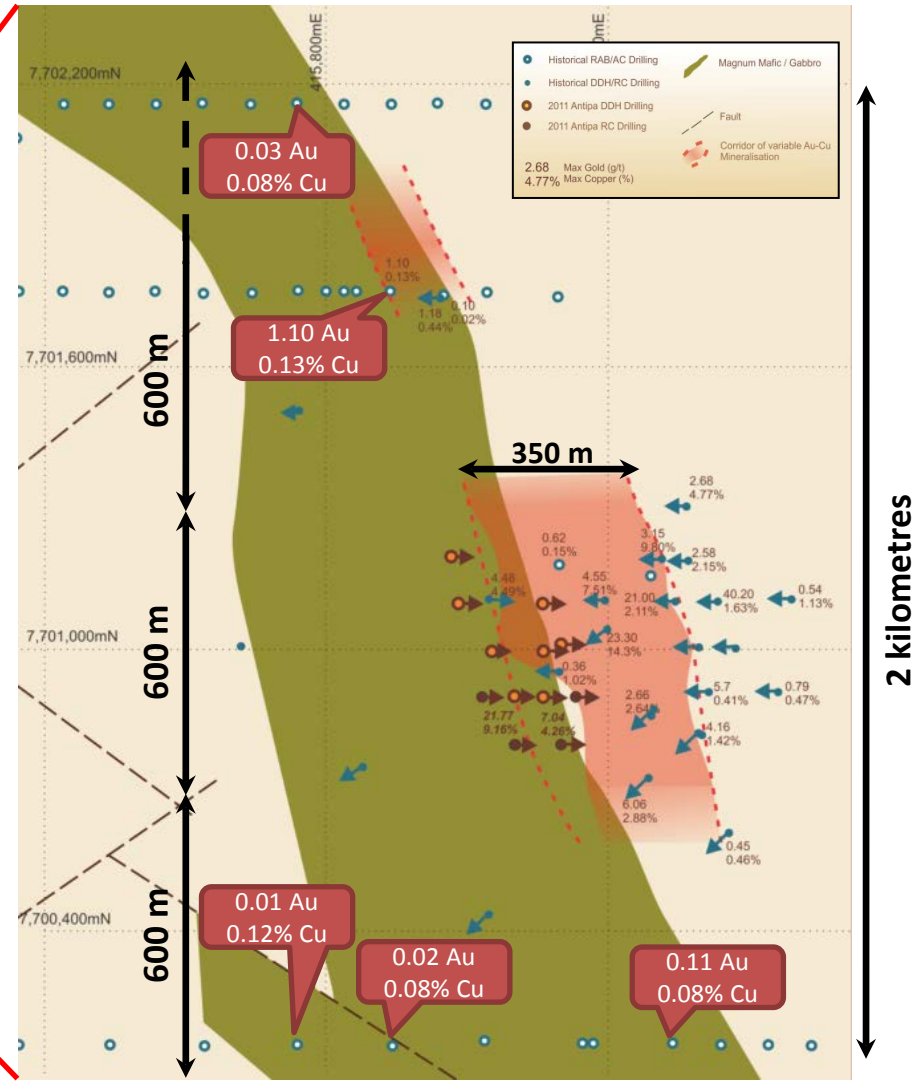 415,800mE
mE
7,702,200mN
Historical RAB/AC Drilling
Historical DDH/RC Drilling
2011 Antipa DDH Drilling
2011 Antipa RC Drilling
2.68 Max Gold (g/t)
4.77% Max Copper (%)
Magnum Mafic / Gabbro
Fault
Corridor of variable Au-Cu
Mineralisation
0.03 Au
0.08% Cu
1.10
0.13%
1.18
0.44%
0.10
0.02%
1.10 Au
0.13% Cu
7,701,600mN
600 m
350 m
2 kilometres
2.68
4.77%
0.62
0.15%
3.15
9.80%
2.58
2.15%
4.48
4.49%
4.55
7.51%
21.00
2.11%
40.20
1.63%
0.54
1.13%
7,701,000mN
600 m
23.30
14.3%
0.36
1.02%
21.77
9.16%
7.04
4.26%
2.66
2.64%
5.7
0.41%
0.79
0.47%
4.16
1.42%
6.06
2.88%
0.45
0.46%
7,700,400mN
600 m
0.01 Au
0.12% Cu
0.02 Au
0.08% Cu
0.11 Au
0.08% Cu